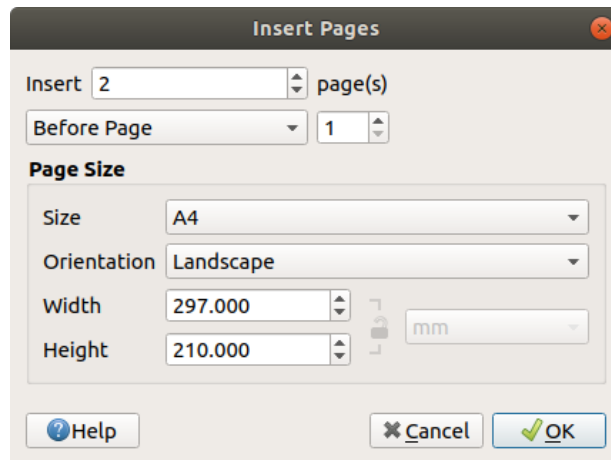 Insert Pages
Insert 2 page(s)
Before Page 1
Page Size
Size A4
Orientation Landscape
Width 297.000
mm
Height 210.000
Help Cancel OK